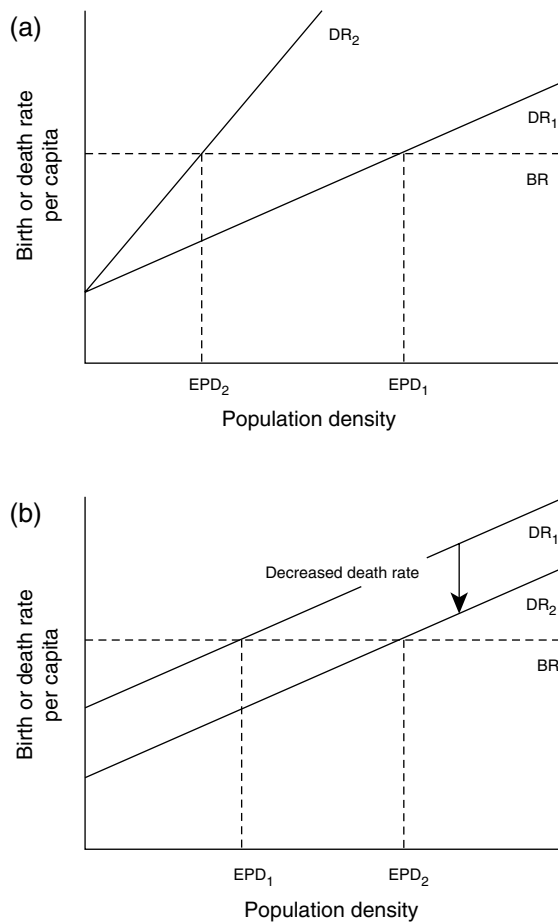 (a)
DR₂
DR₁
BR
Birth or death rate
per capita
EPD₂
EPD₁
Population density
(b)
DR₁
Decreased death rate
DR₂
BR
Birth or death rate
per capita
EPD₁
EPD₂
Population density